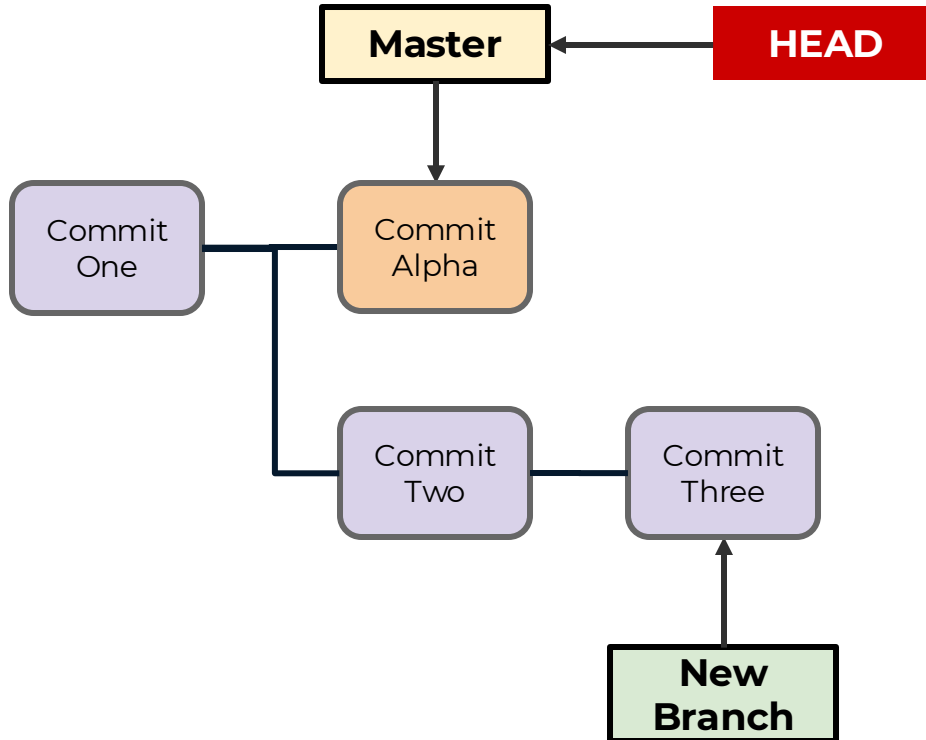 Master
HEAD
Commit
One
Commit
Alpha
Commit
Two
Commit
Three
New
Branch